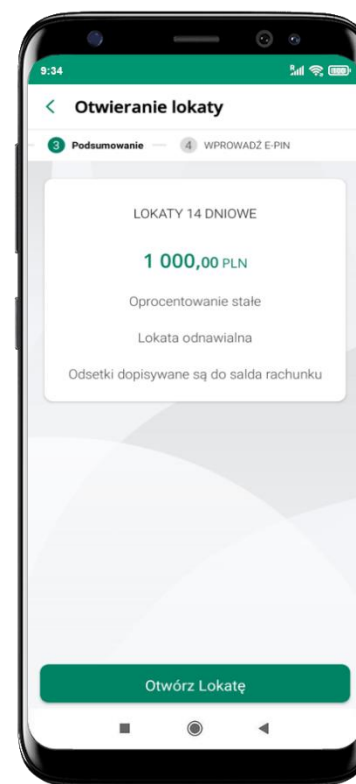 9:34
Otwieranie lokaty
3 Podsumowanie 4 WPROWADŹ E-PIN
LOKATY 14 DNIOWE
1 000,00 PLN
Oprocentowanie stałe
Lokata odnawialna
Odsetki dopisywane są do salda rachunku
Otwórz Lokatę